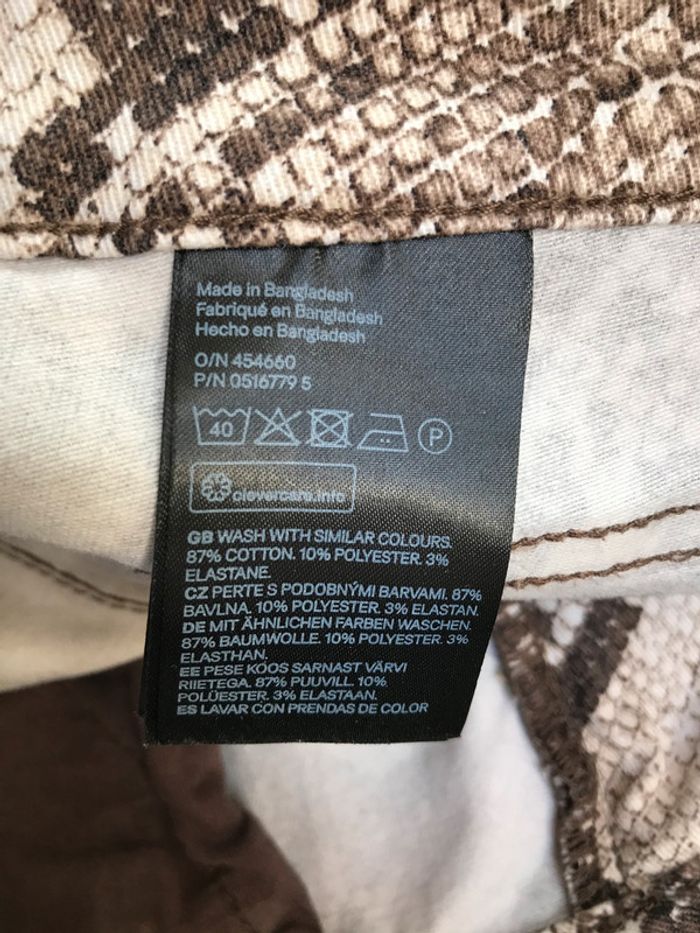 Made in Bangladesh
Fabriqué en Bangladesh
Hecho en Bangladesh
O/N 454660
P/N 0516779 5
40 P
clevercare.info
GB WASH WITH SIMILAR COLOURS.
87% COTTON. 10% POLYESTER. 3%
ELASTANE.
CZ PERTE S PODOBNÝMI BARVAMI. 87%
BAVLNA. 10% POLYESTER. 3% ELASTAN.
DE MIT ÄHNLICHEN FARBEN WASCHEN.
87% BAUMWOLLE. 10% POLYESTER. 3%
ELASTHAN.
EE PESE KOOS SARNAST VÄRVI
RIIETEGA. 87% PUUVILL. 10%
POLÜESTER. 3% ELASTAAN.
ES LAVAR CON PRENDAS DE COLOR